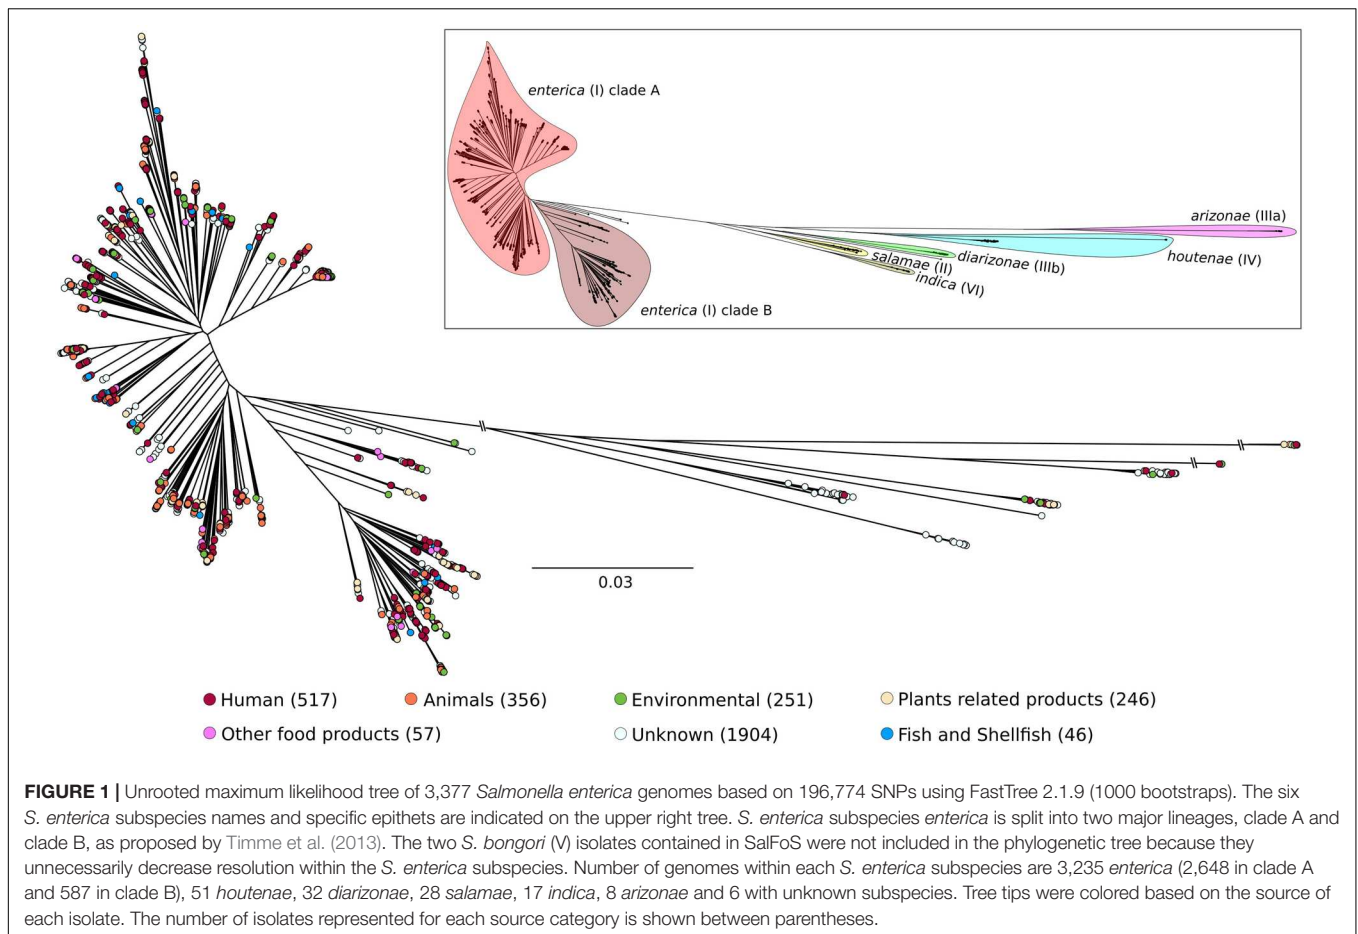 enterica (I) clade A
arizonae (IIIa)
salamae (II)
diarizonae (IIIb)
houtenae (IV)
indica (VI)
enterica (I) clade B
0.03
Human (517)
Animals (356)
Environmental (251)
Plants related products (246)
Other food products (57)
Unknown (1904)
Fish and Shellfish (46)
FIGURE 1 | Unrooted maximum likelihood tree of 3,377 Salmonella enterica genomes based on 196,774 SNPs using FastTree 2.1.9 (1000 bootstraps). The six
S. enterica subspecies names and specific epithets are indicated on the upper right tree. S. enterica subspecies enterica is split into two major lineages, clade A and
clade B, as proposed by Timme et al. (2013). The two S. bongori (V) isolates contained in SalFoS were not included in the phylogenetic tree because they
unnecessarily decrease resolution within the S. enterica subspecies. Number of genomes within each S. enterica subspecies are 3,235 enterica (2,648 in clade A
and 587 in clade B), 51 houtenae, 32 diarizonae, 28 salamae, 17 indica, 8 arizonae and 6 with unknown subspecies. Tree tips were colored based on the source of
each isolate. The number of isolates represented for each source category is shown between parentheses.